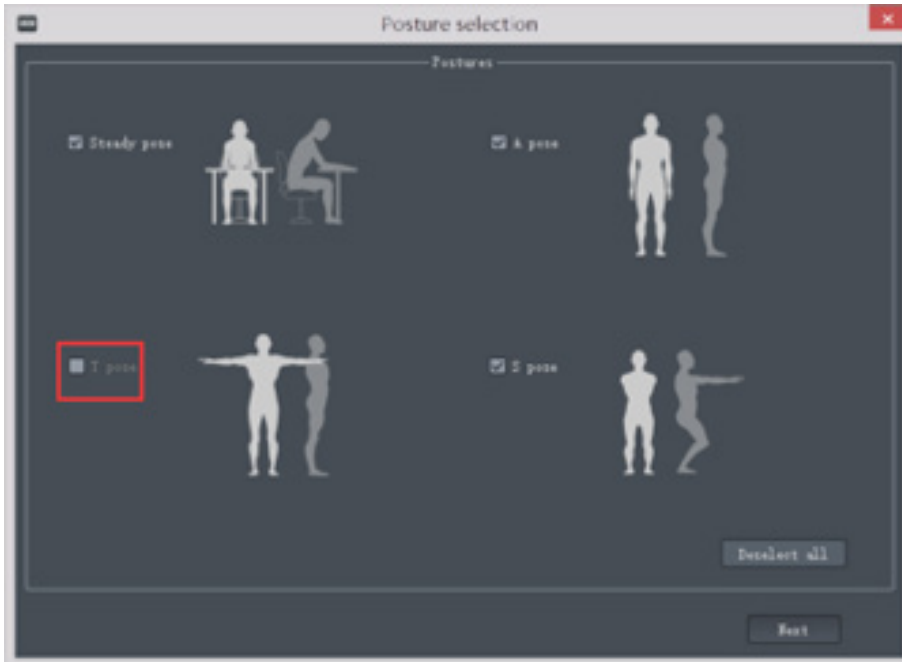 Posture selection
Postures
Steady pose
A pose
T pose
S pose
Deselect all
Next